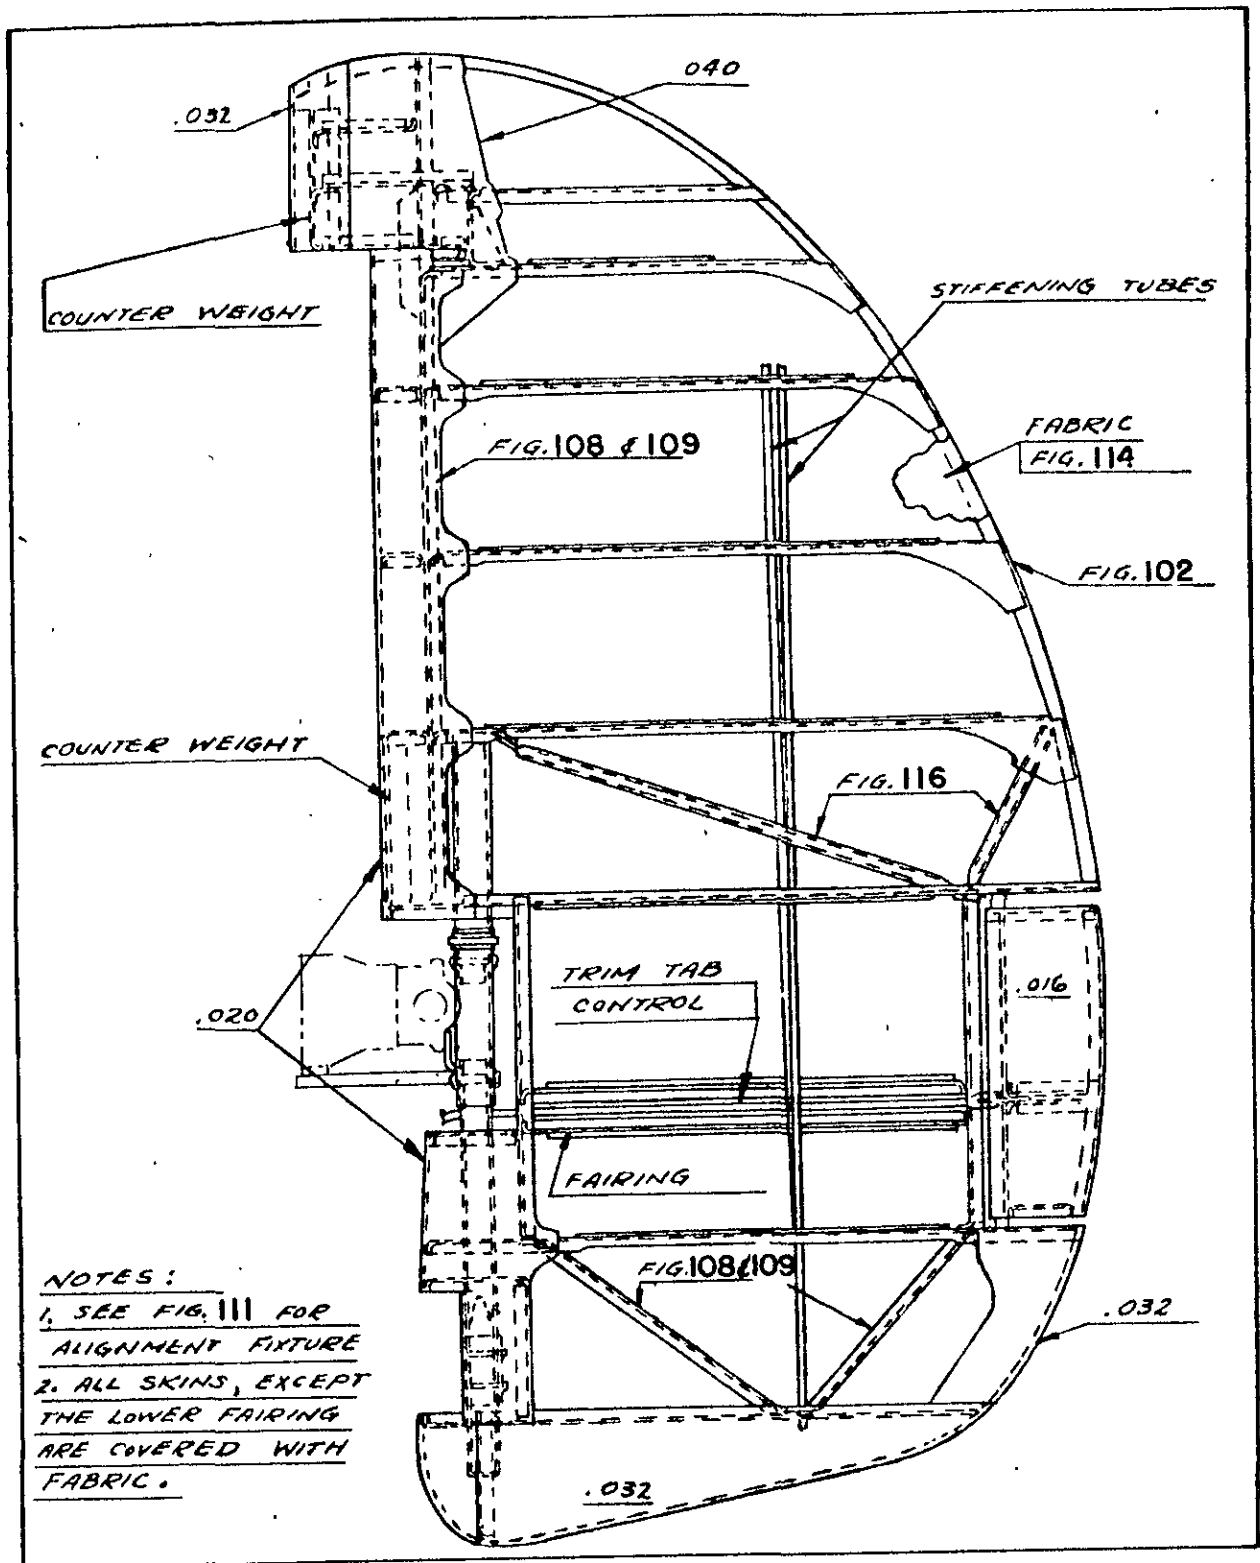 040
.032
COUNTER WEIGHT
STIFFENING TUBES
FABRIC
FIG. 114
FIG. 108 & 109
FIG. 102
COUNTER WEIGHT
FIG. 116
TRIM TAB
CONTROL
.016
.020
FAIRING
FIG. 108 & 109
.032
NOTES:
1. SEE FIG. 111 FOR
ALIGNMENT FIXTURE
2. ALL SKINS, EXCEPT
THE LOWER FAIRING
ARE COVERED WITH
FABRIC.
.032